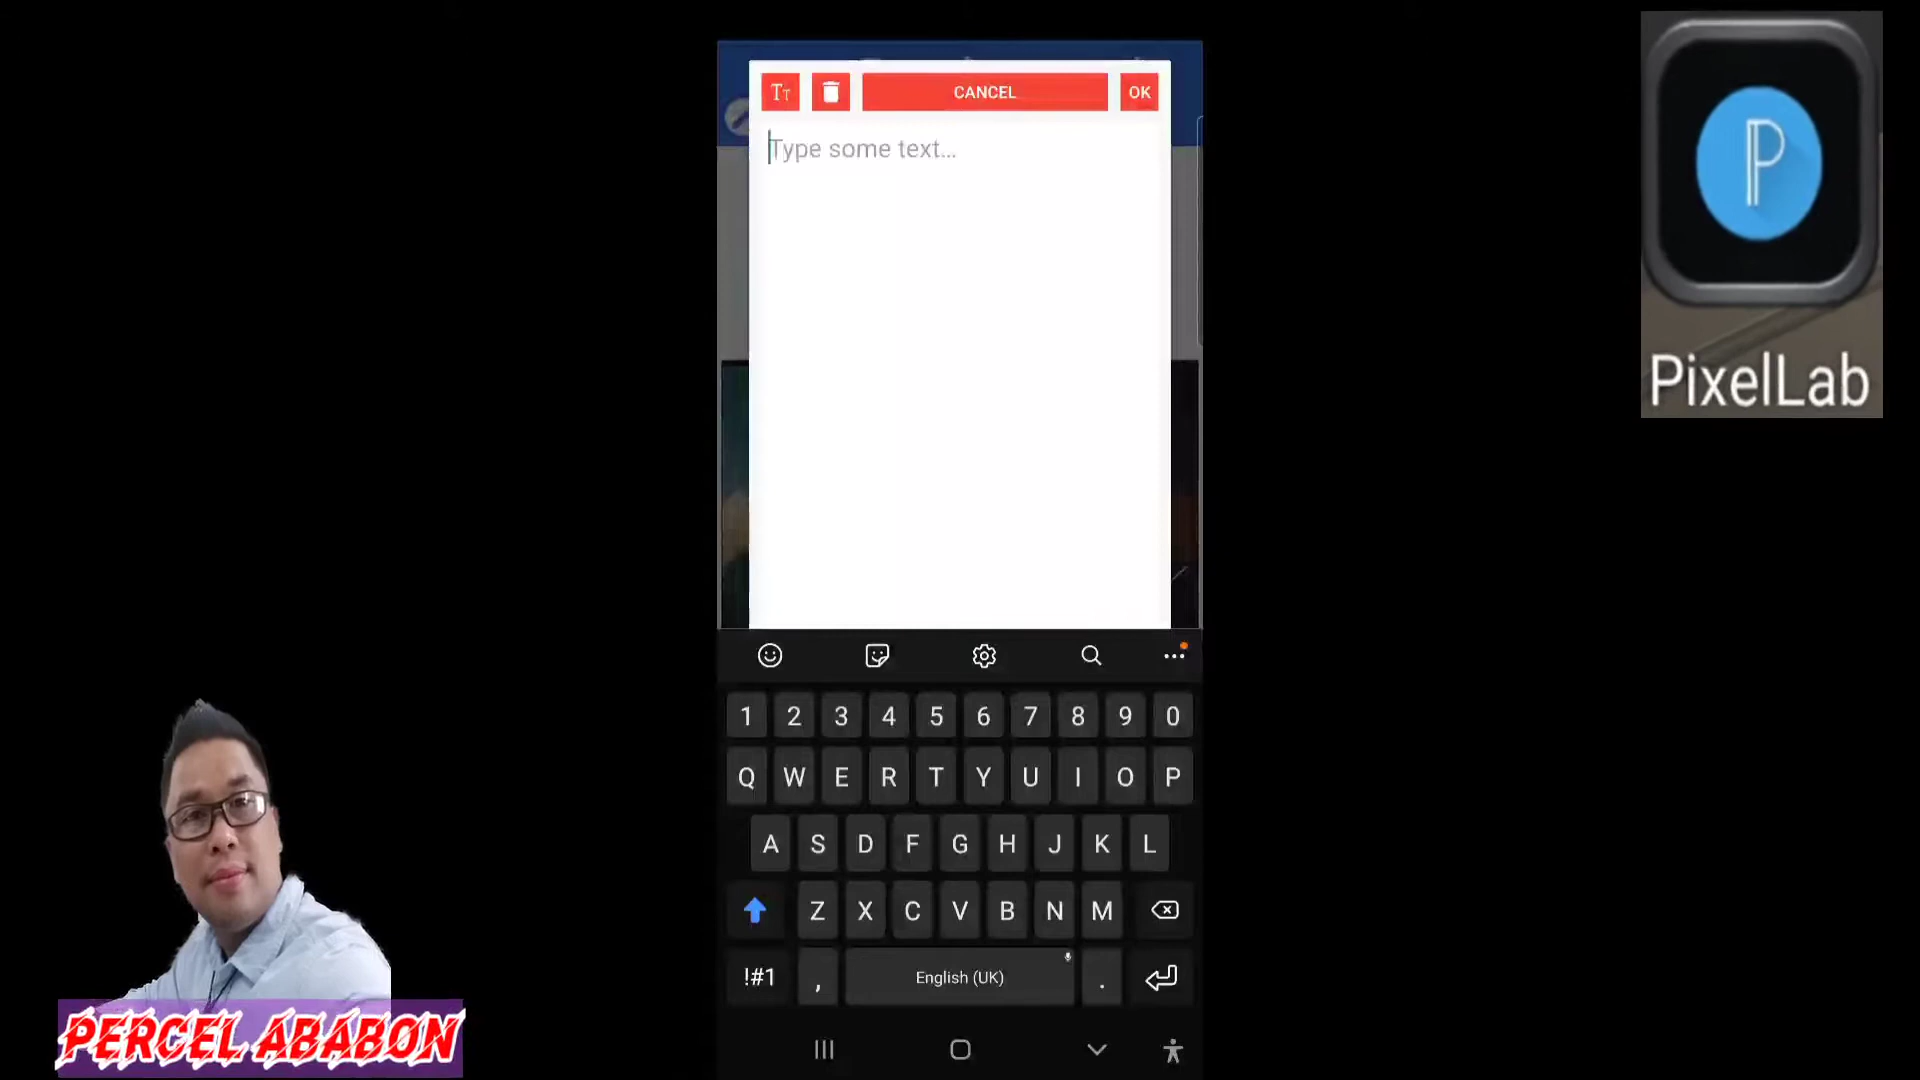 TT
CANCEL
OK
Type some text...
P
PixelLab
1 2 3 4 5 6 7 8 9 0
Q W E R T Y U I O P
A S D F G H J K L
Z X C V B N M
!#1 , English (UK) .
PERCEL ABABON